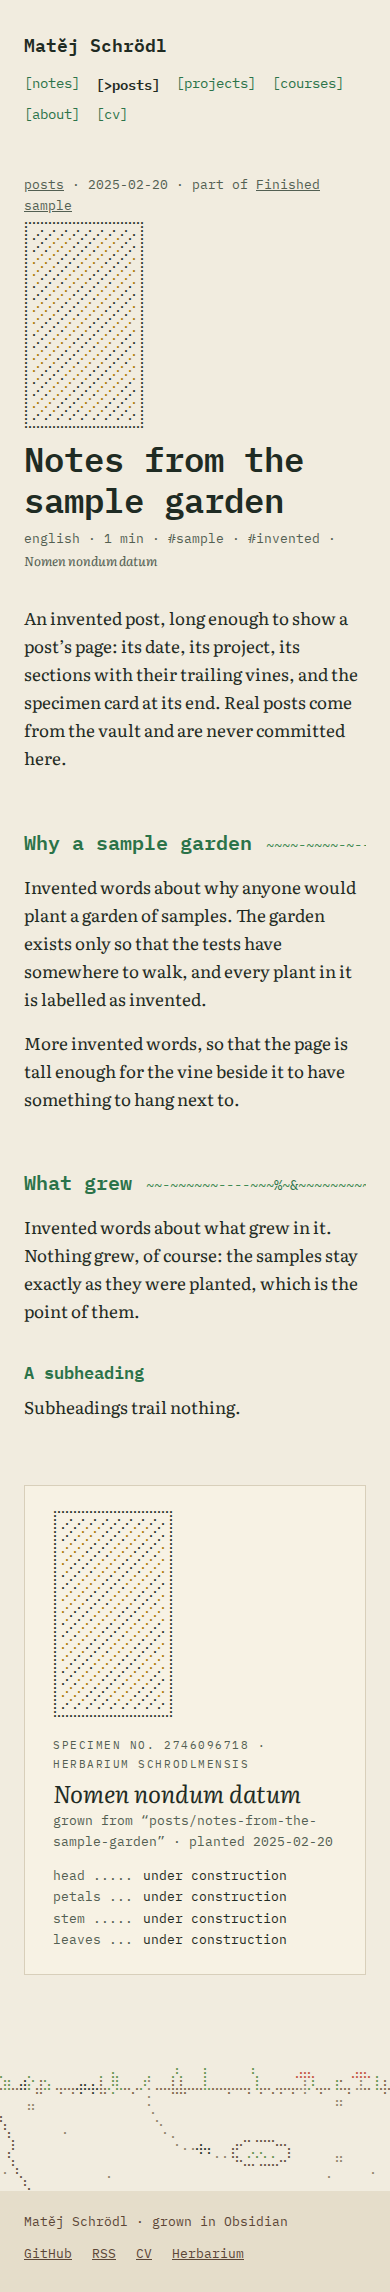 Matěj Schrödl
[notes] [>posts] [projects] [courses]
[about] [cv]
posts · 2025-02-20 · part of Finished
sample
Notes from the
sample garden
english · 1 min · #sample · #invented ·
Nomen nondum datum
An invented post, long enough to show a
post’s page: its date, its project, its
sections with their trailing vines, and the
specimen card at its end. Real posts come
from the vault and are never committed
here.
Why a sample garden ~~~~-~~~~-~-·
Invented words about why anyone would
plant a garden of samples. The garden
exists only so that the tests have
somewhere to walk, and every plant in it
is labelled as invented.
More invented words, so that the page is
tall enough for the vine beside it to have
something to hang next to.
What grew ~~-~~~~~~----~~~%~&~~~~~~~~~
Invented words about what grew in it.
Nothing grew, of course: the samples stay
exactly as they were planted, which is the
point of them.
A subheading
Subheadings trail nothing.
SPECIMEN NO. 2746096718 ·
HERBARIUM SCHRODLMENSIS
Nomen nondum datum
grown from “posts/notes-from-the-
sample-garden” · planted 2025-02-20
head ..... under construction
petals ... under construction
stem ..... under construction
leaves ... under construction
Matěj Schrödl · grown in Obsidian
GitHub RSS CV Herbarium